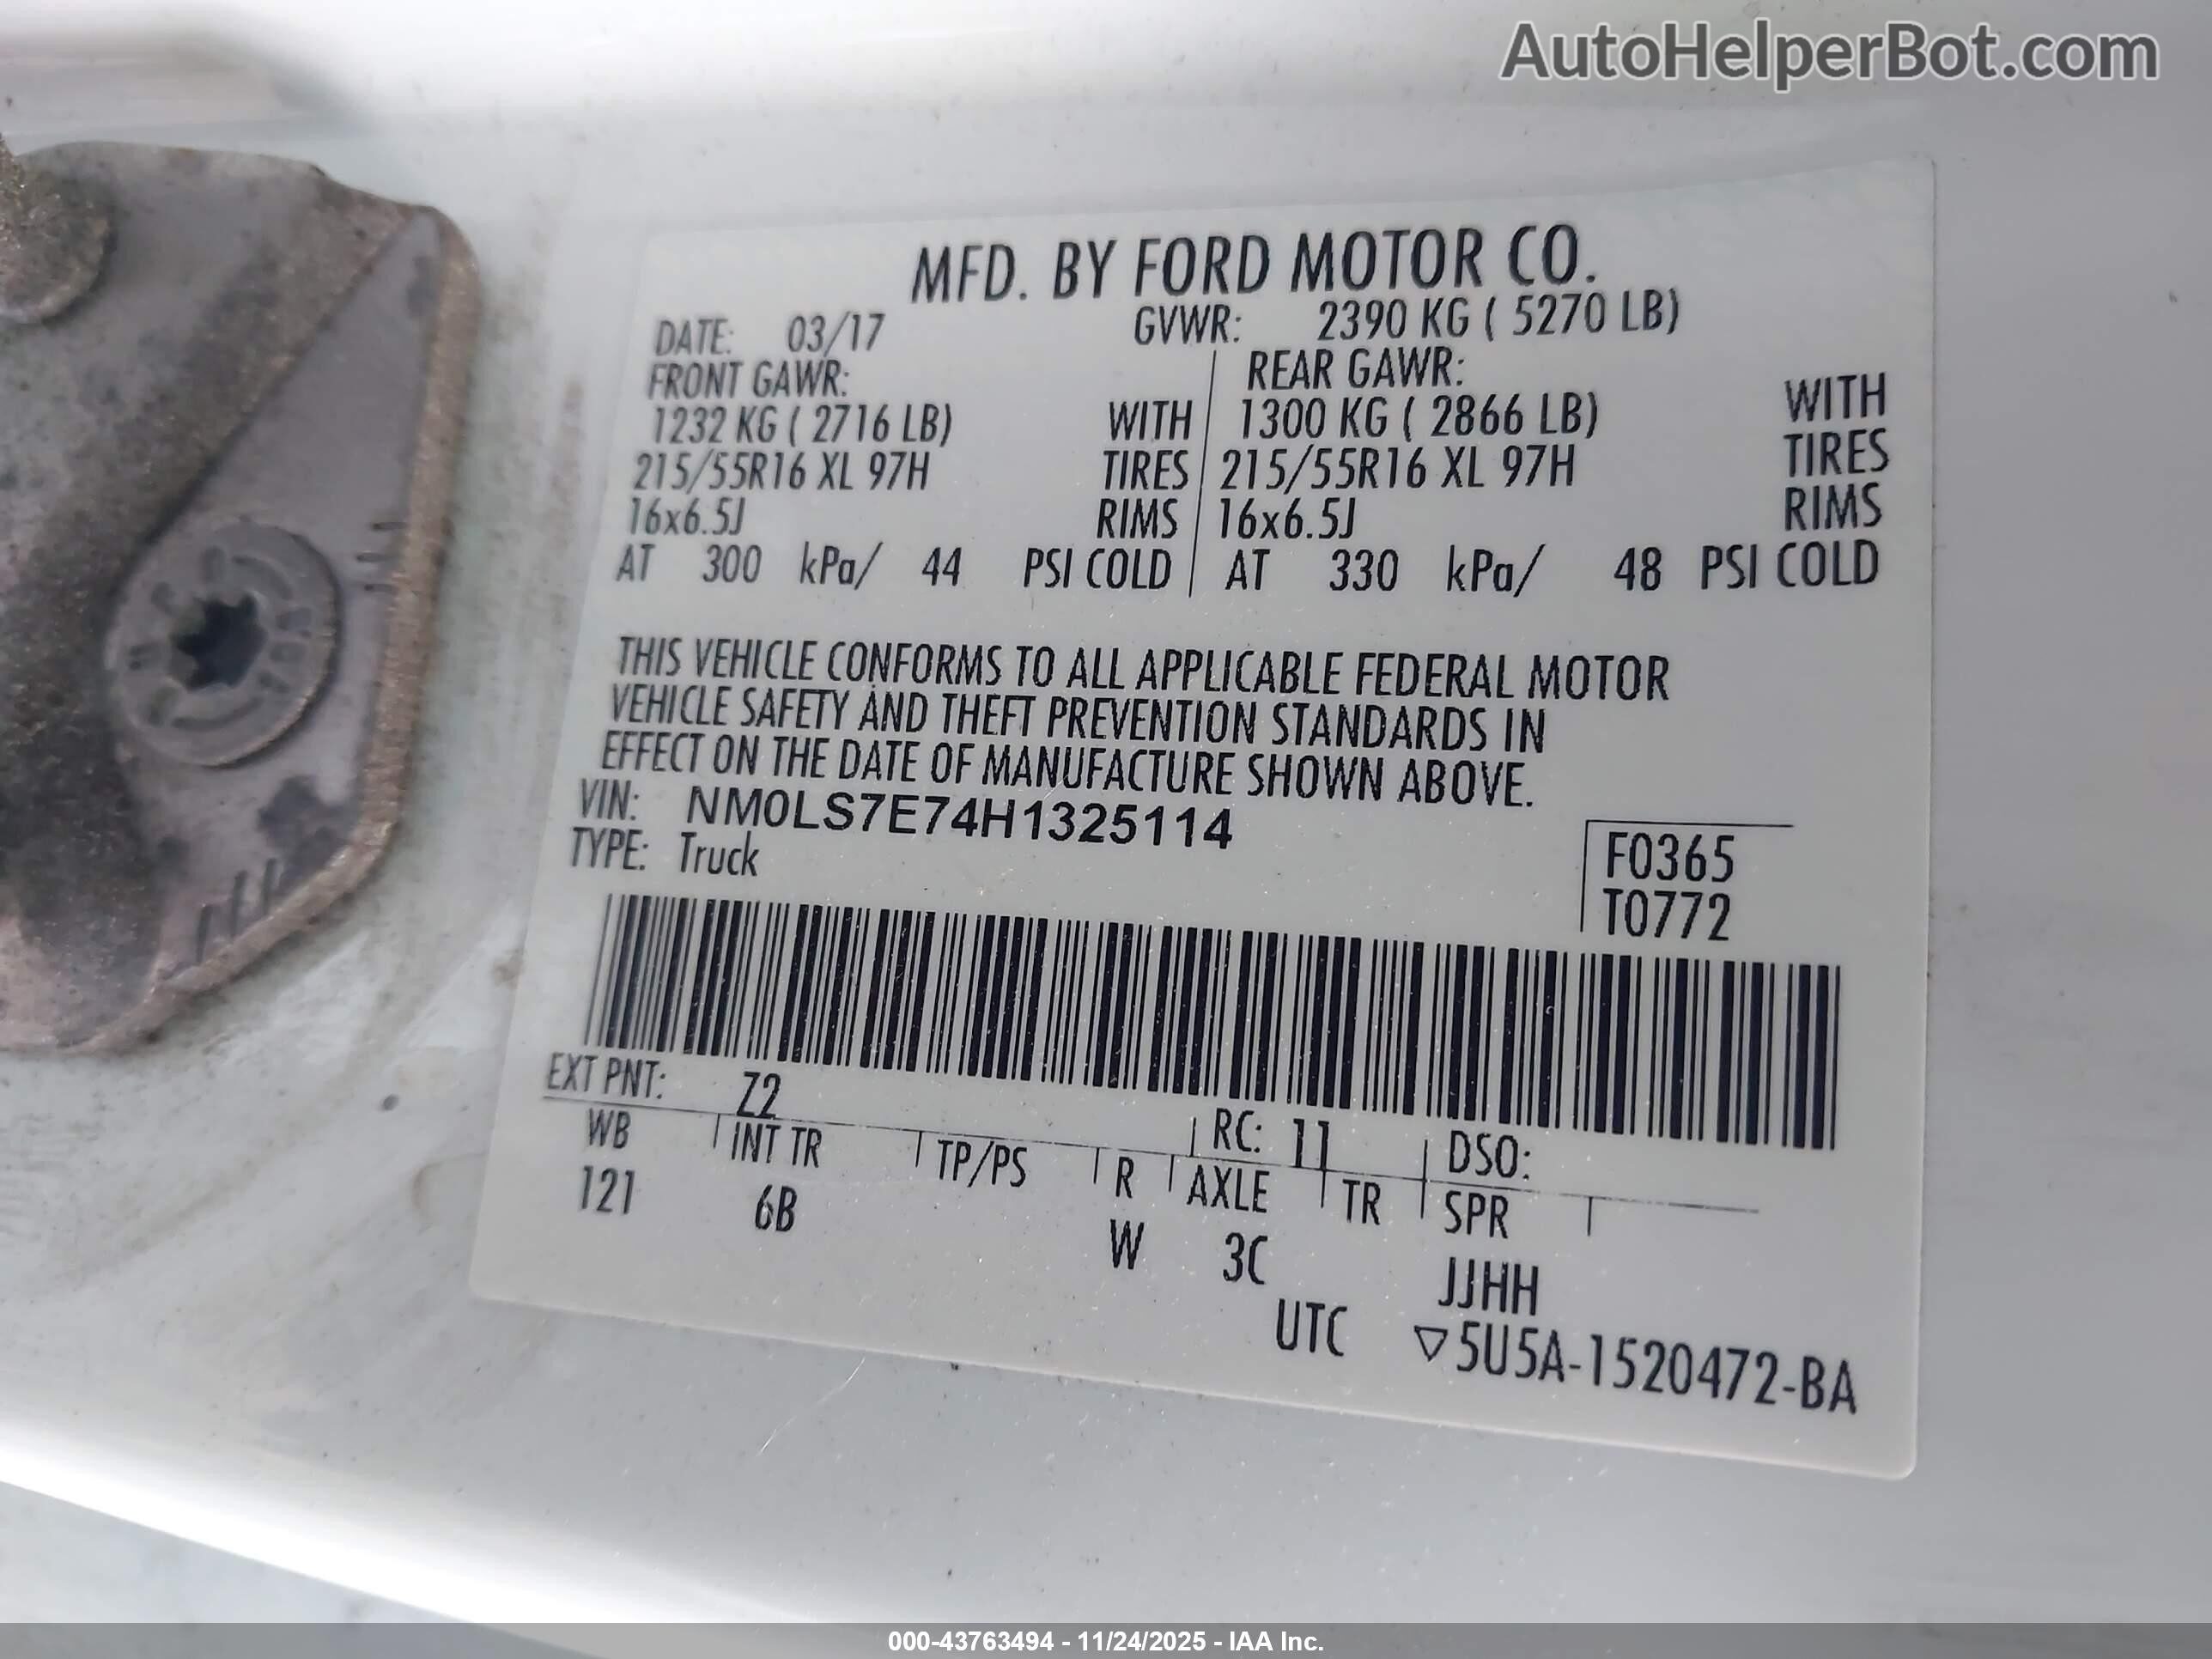 AutoHelperBot.com
MFD. BY FORD MOTOR CO.
DATE: 03/17 GVWR: 2390 KG ( 5270 LB)
FRONT GAWR: REAR GAWR:
1232 KG ( 2716 LB) WITH 1300 KG ( 2866 LB) WITH
215/55R16 XL 97H TIRES 215/55R16 XL 97H TIRES
16x6.5J RIMS 16x6.5J RIMS
AT 300 kPa/ 44 PSI COLD AT 330 kPa/ 48 PSI COLD
THIS VEHICLE CONFORMS TO ALL APPLICABLE FEDERAL MOTOR
VEHICLE SAFETY AND THEFT PREVENTION STANDARDS IN
EFFECT ON THE DATE OF MANUFACTURE SHOWN ABOVE.
VIN: NM0LS7E74H1325114
TYPE: Truck
F0365
T0772
EXT PNT: Z2 RC: 11 DSO:
WB INT TR TP/PS R AXLE TR SPR
121 6B W 3C JJHH
UTC ▽5U5A-1520472-BA
000-43763494 - 11/24/2025 - IAA Inc.